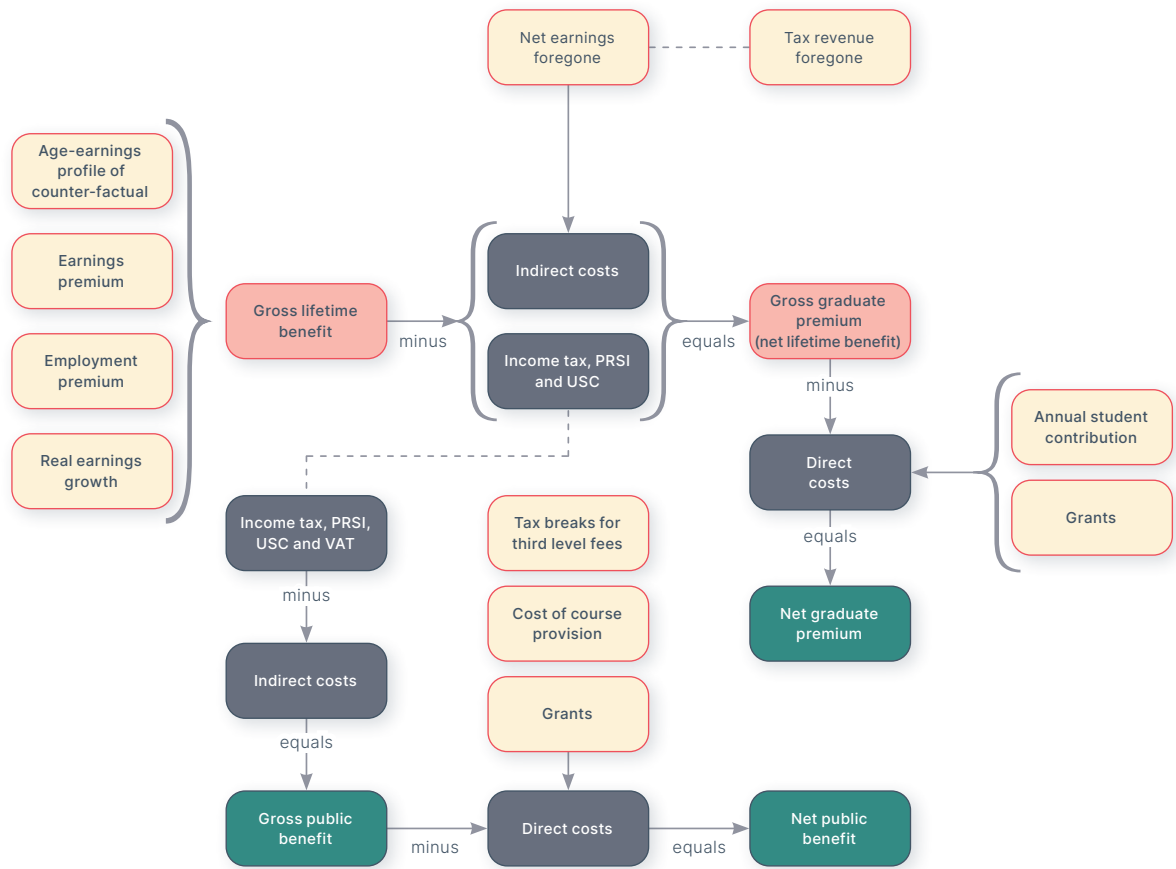 Net earnings
foregone
Tax revenue
foregone
Age-earnings
profile of
counter-factual
Earnings
premium
Employment
premium
Real earnings
growth
Gross lifetime
benefit
minus
Indirect costs
Income tax, PRSI
and USC
equals
Gross graduate
premium
(net lifetime benefit)
minus
Direct
costs
Annual student
contribution
Grants
equals
Net graduate
premium
Income tax, PRSI,
USC and VAT
minus
Indirect costs
equals
Gross public
benefit
minus
Tax breaks for
third level fees
Cost of course
provision
Grants
Direct costs
equals
Net public
benefit